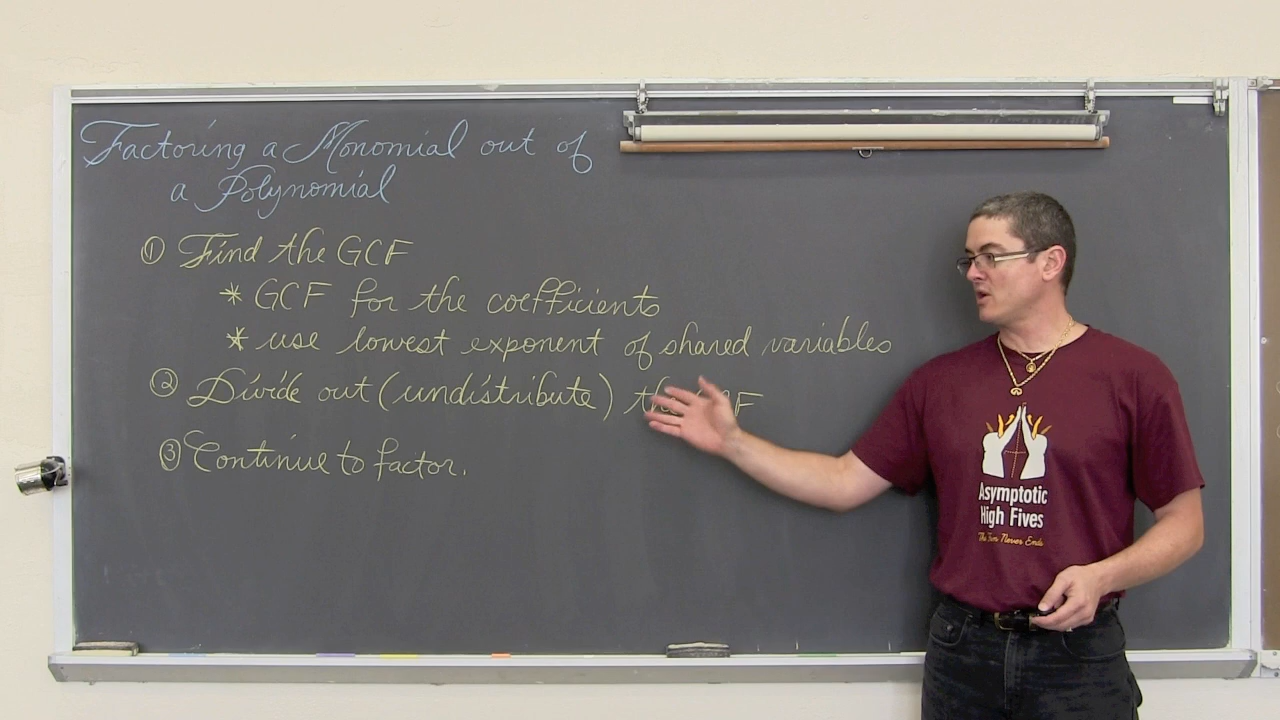 Factoring a Monomial out of
a Polynomial
① Find the GCF
* GCF for the coefficients
* use lowest exponent of shared variables
② Divide out (undistribute)
③ Continue to factor.
Asymptotic
High Fives
The Fun Never Ends